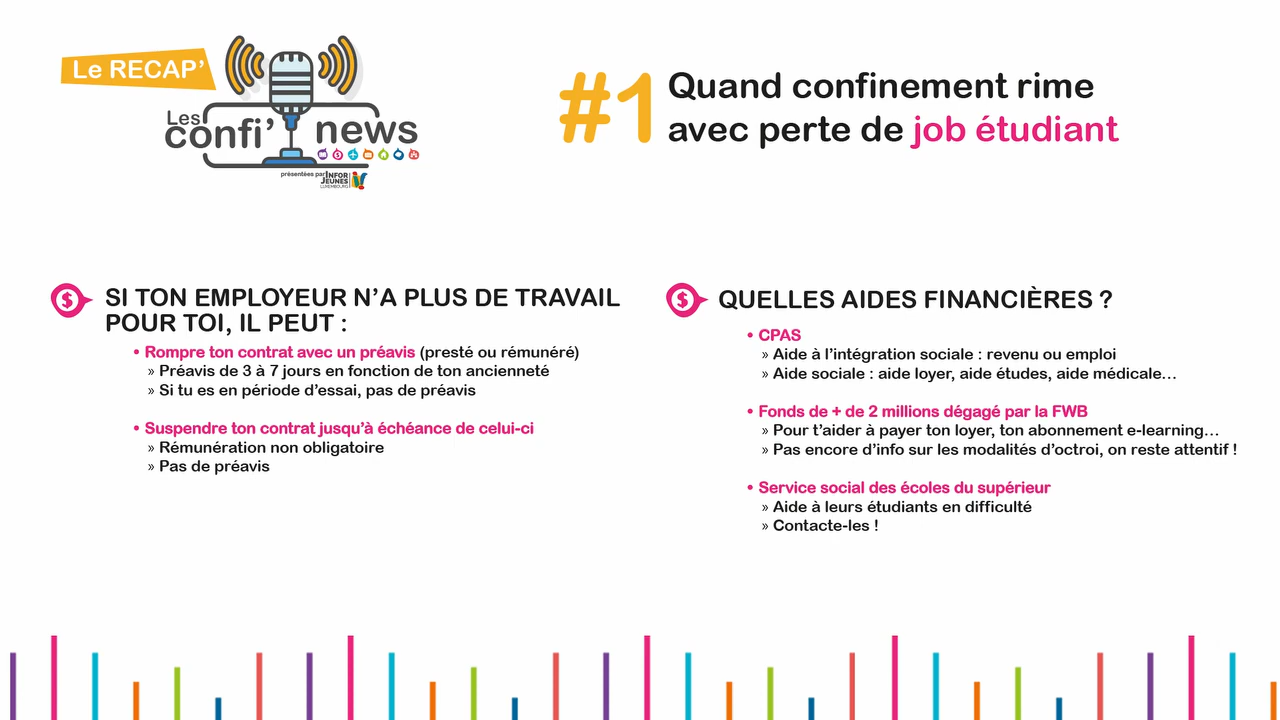 Le RECAP'
Les
confi' news
présentées par INFOR
JEUNES
LUXEMBOURG
#1 Quand confinement rime
avec perte de job étudiant
SI TON EMPLOYEUR N'A PLUS DE TRAVAIL
POUR TOI, IL PEUT :
• Rompre ton contrat avec un préavis (presté ou rémunéré)
» Préavis de 3 à 7 jours en fonction de ton ancienneté
» Si tu es en période d'essai, pas de préavis
• Suspendre ton contrat jusqu'à échéance de celui-ci
» Rémunération non obligatoire
» Pas de préavis
QUELLES AIDES FINANCIÈRES ?
• CPAS
» Aide à l'intégration sociale : revenu ou emploi
» Aide sociale : aide loyer, aide études, aide médicale...
• Fonds de + de 2 millions dégagé par la FWB
» Pour t'aider à payer ton loyer, ton abonnement e-learning...
» Pas encore d'info sur les modalités d'octroi, on reste attentif !
• Service social des écoles du supérieur
» Aide à leurs étudiants en difficulté
» Contacte-les !